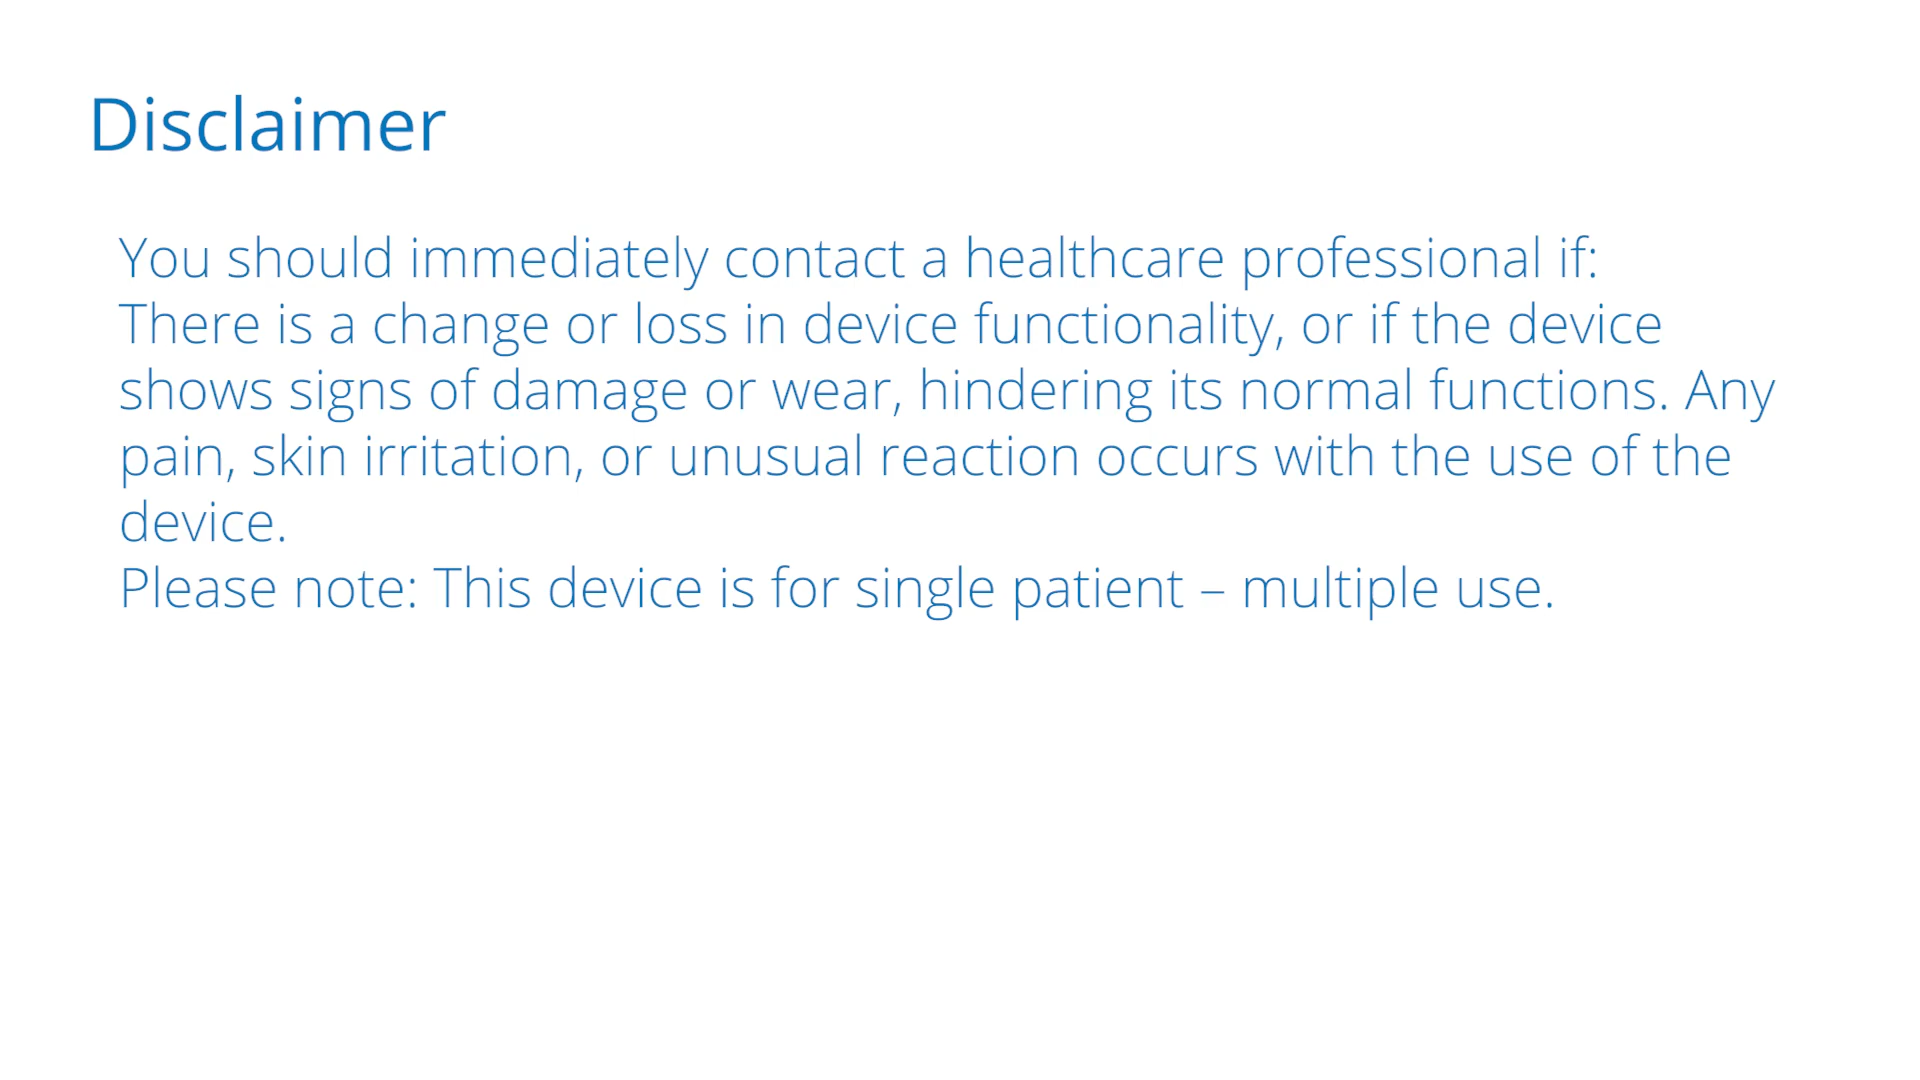 Disclaimer
You should immediately contact a healthcare professional if:
There is a change or loss in device functionality, or if the device
shows signs of damage or wear, hindering its normal functions. Any
pain, skin irritation, or unusual reaction occurs with the use of the
device.
Please note: This device is for single patient – multiple use.